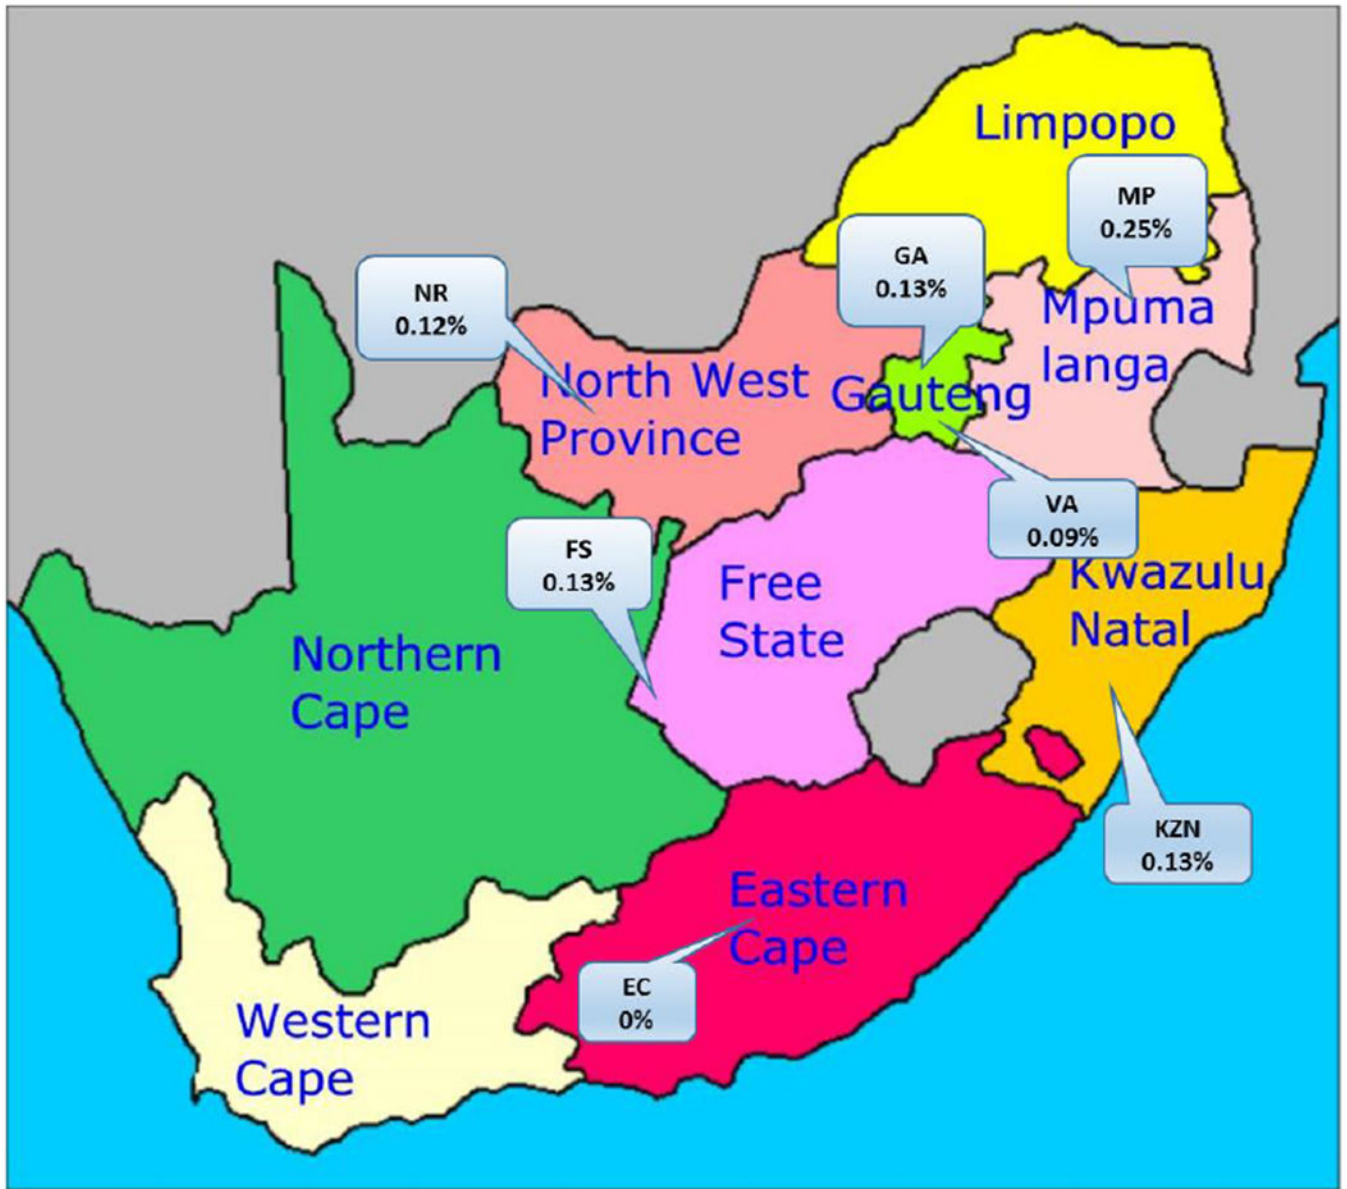 Limpopo
MP
0.25%
GA
0.13%
NR
0.12%
Mpuma
langa
North West
Province
Gauteng
VA
0.09%
FS
0.13%
Free
State
Kwazulu
Natal
Northern
Cape
KZN
0.13%
Eastern
Cape
EC
0%
Western
Cape